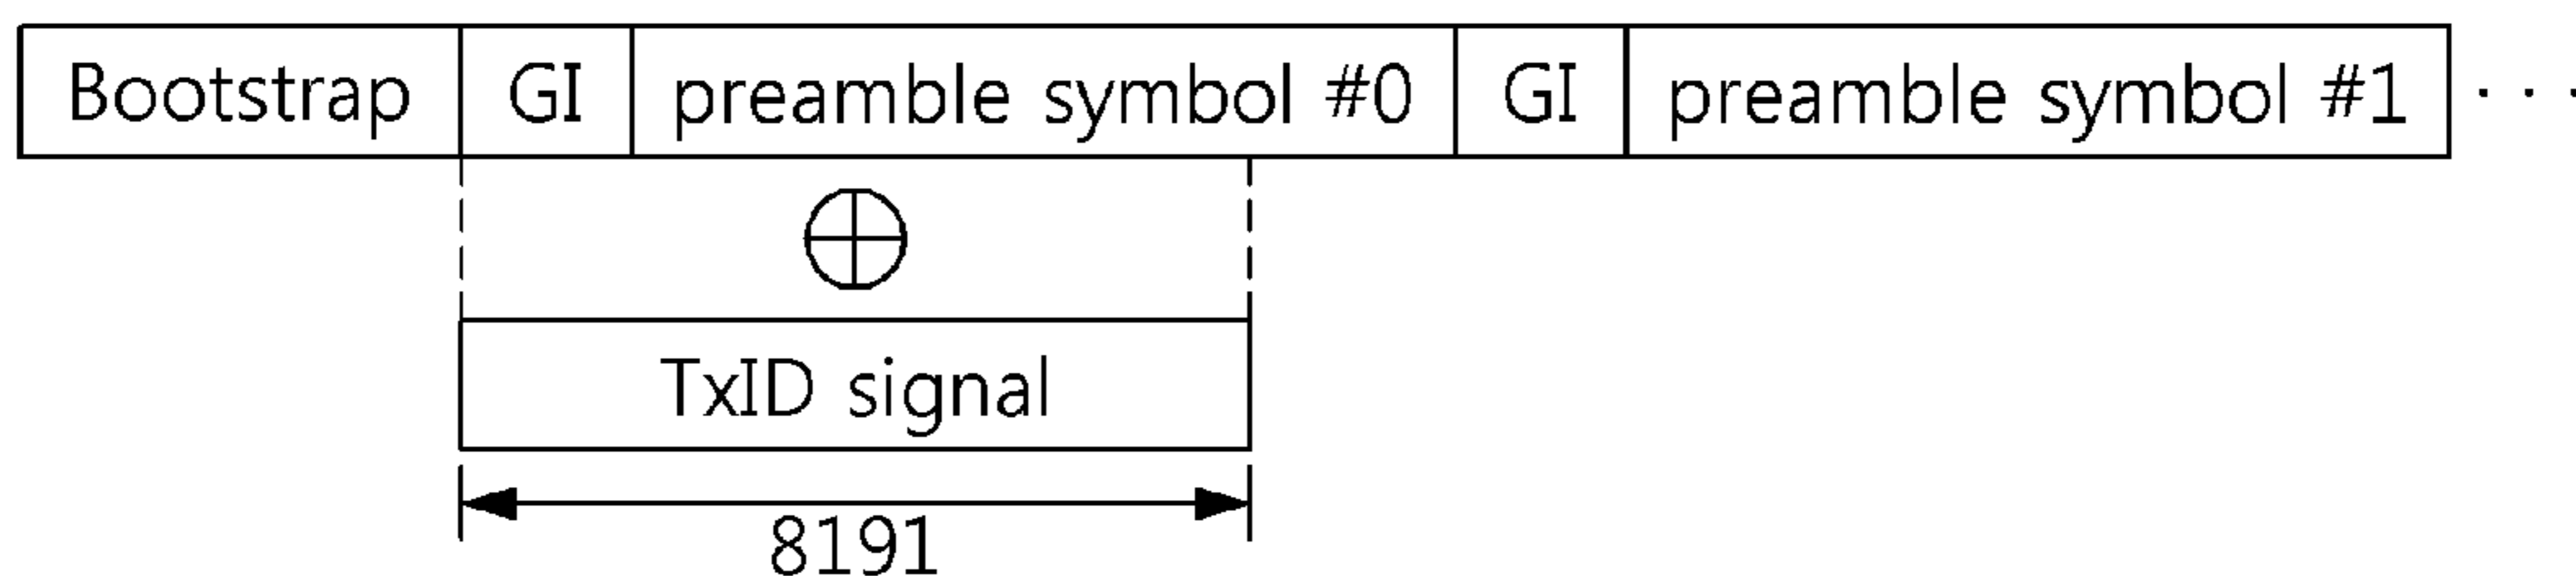 Bootstrap GI preamble symbol #0 GI preamble symbol #1 ...
TxID signal
8191